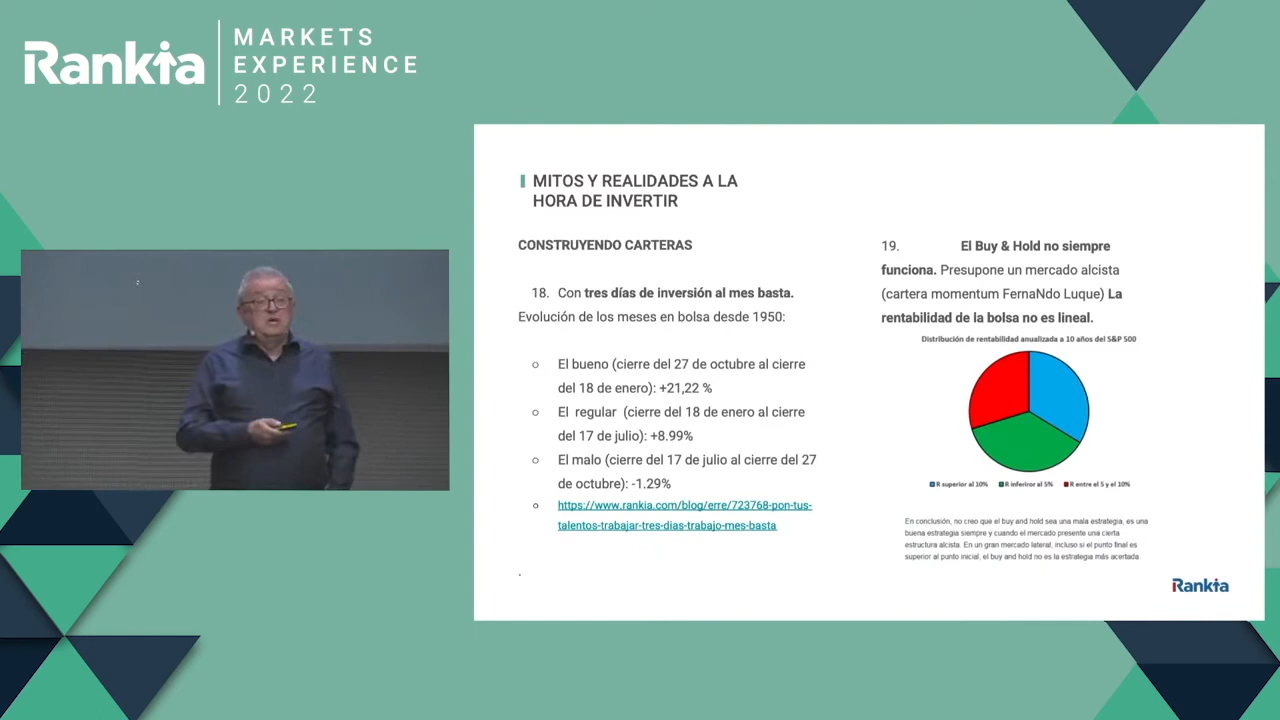 Rankia
MARKETS
EXPERIENCE
2022
MITOS Y REALIDADES A LA
HORA DE INVERTIR
CONSTRUYENDO CARTERAS
18. Con tres días de inversión al mes basta.
Evolución de los meses en bolsa desde 1950:
El bueno (cierre del 27 de octubre al cierre
del 18 de enero): +21,22 %
El regular (cierre del 18 de enero al cierre
del 17 de julio): +8.99%
El malo (cierre del 17 de julio al cierre del 27
de octubre): -1.29%
https://www.rankia.com/blog/erre/723768-pon-tus-
talentos-trabajar-tres-dias-trabajo-mes-basta
.
19. El Buy & Hold no siempre
funciona. Presupone un mercado alcista
(cartera momentum FernaNdo Luque) La
rentabilidad de la bolsa no es lineal.
Distribución de rentabilidad anualizada a 10 años del S&P 500
R superior al 10% R inferiror al 5% R entre el 5 y el 10%
En conclusión, no creo que el buy and hold sea una mala estrategia, es una
buena estrategia siempre y cuando el mercado presente una cierta
estructura alcista. En un gran mercado lateral, incluso si el punto final es
superior al punto inicial, el buy and hold no es la estrategia más acertada.
Rankia